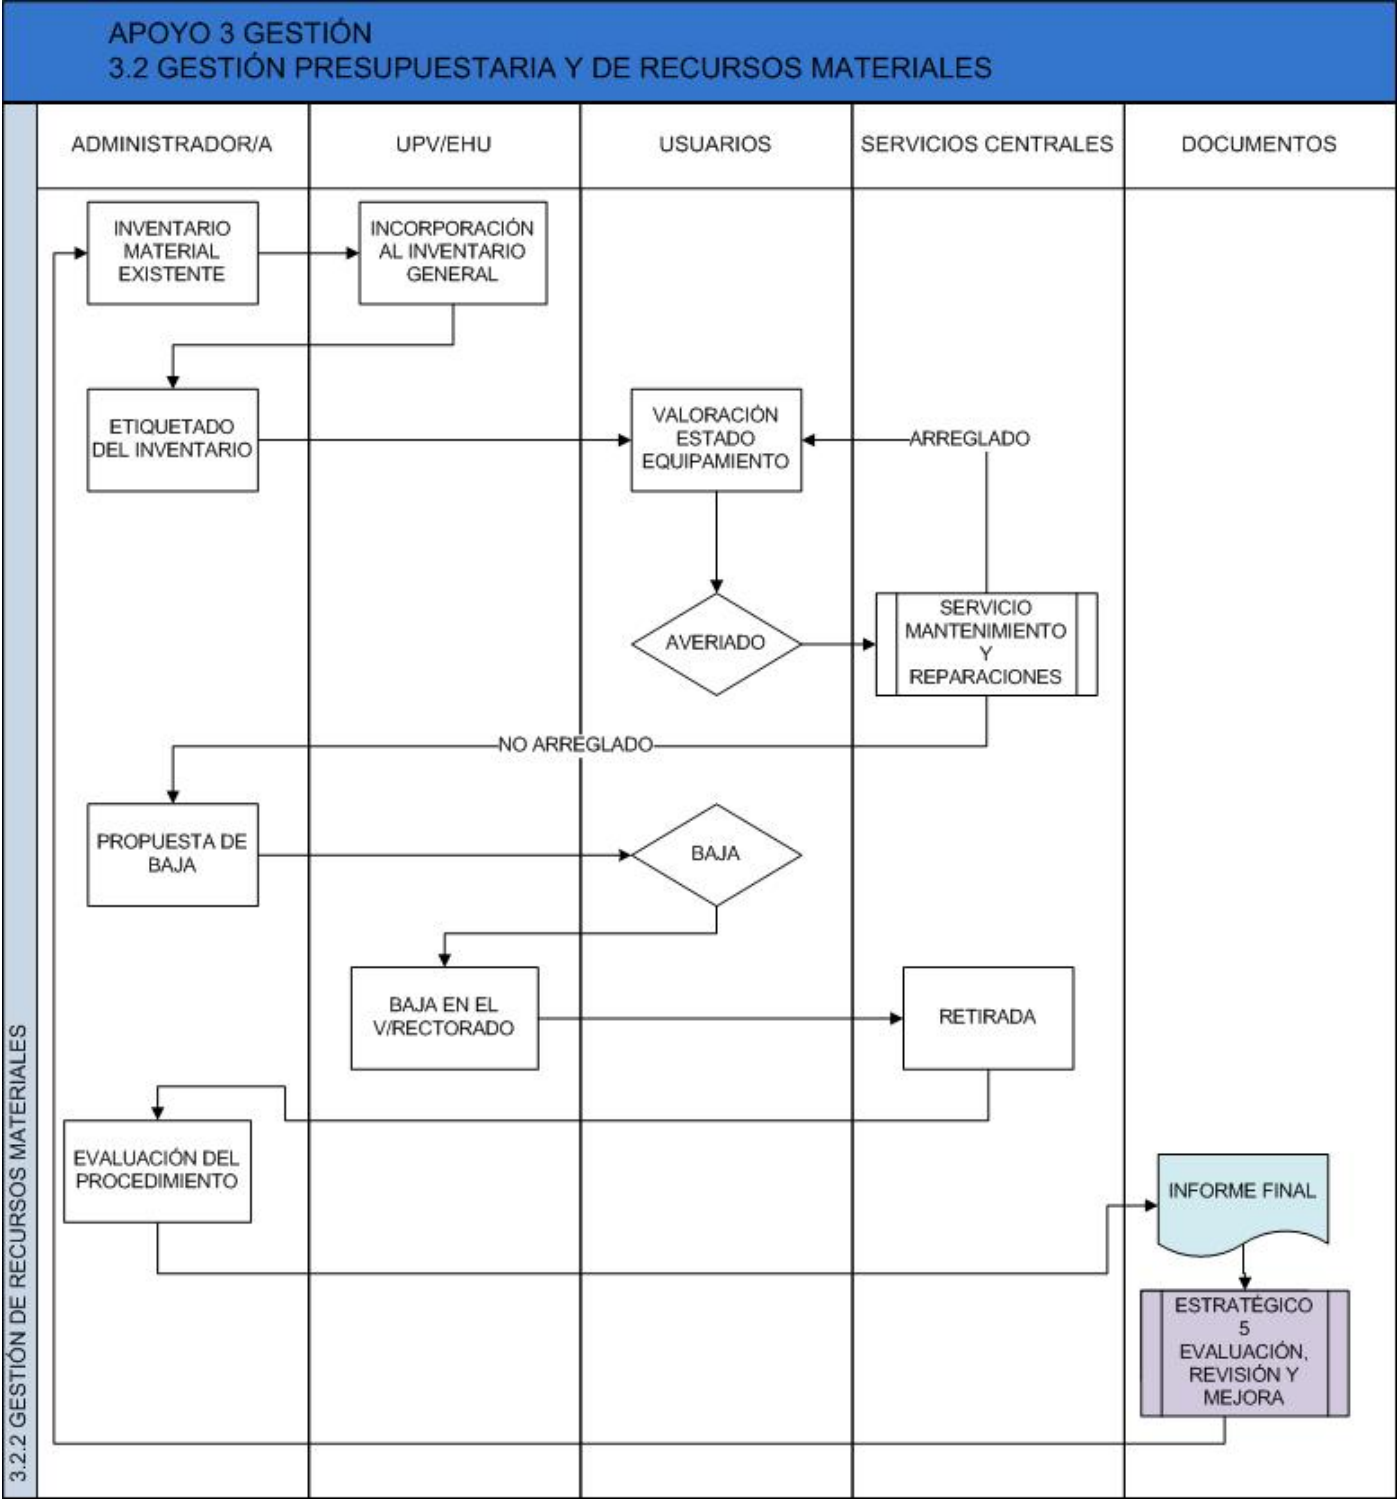 APOYO 3 GESTIÓN
3.2 GESTIÓN PRESUPUESTARIA Y DE RECURSOS MATERIALES
ADMINISTRADOR/A
UPV/EHU
USUARIOS
SERVICIOS CENTRALES
DOCUMENTOS
INVENTARIO
MATERIAL
EXISTENTE
INCORPORACIÓN
AL INVENTARIO
GENERAL
ETIQUETADO
DEL INVENTARIO
VALORACIÓN
ESTADO
EQUIPAMIENTO
ARREGLADO
AVERIADO
SERVICIO
MANTENIMIENTO
Y
REPARACIONES
NO ARREGLADO
PROPUESTA DE
BAJA
BAJA
BAJA EN EL
V/RECTORADO
RETIRADA
EVALUACIÓN DEL
PROCEDIMIENTO
INFORME FINAL
ESTRATÉGICO
5
EVALUACIÓN,
REVISIÓN Y
MEJORA
3.2.2 GESTIÓN DE RECURSOS MATERIALES